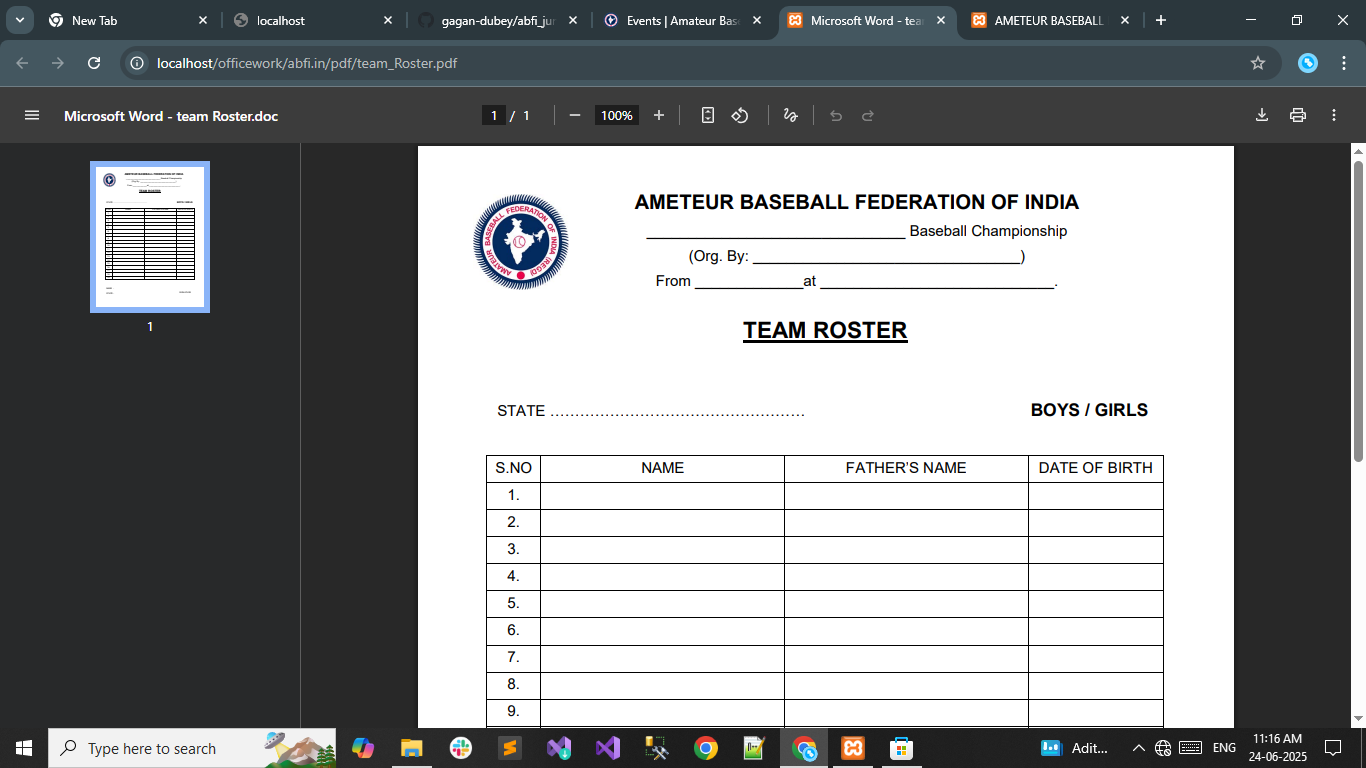 New Tab
localhost
gagan-dubey/abfi_jun
Events | Amateur Bas
Microsoft Word - tea
AMETEUR BASEBALL
localhost/officework/abfi.in/pdf/team_Roster.pdf
Microsoft Word - team Roster.doc
1 / 1
100%
1
AMATEUR BASEBALL FEDERATION OF INDIA (REGD)
AMETEUR BASEBALL FEDERATION OF INDIA
_______________________________ Baseball Championship
(Org. By: ________________________________)
From _____________at ____________________________.
TEAM ROSTER
STATE ……………………………………………
BOYS / GIRLS
S.NO NAME FATHER'S NAME DATE OF BIRTH
1.
2.
3.
4.
5.
6.
7.
8.
9.
Type here to search
Adit...
ENG
11:16 AM
24-06-2025